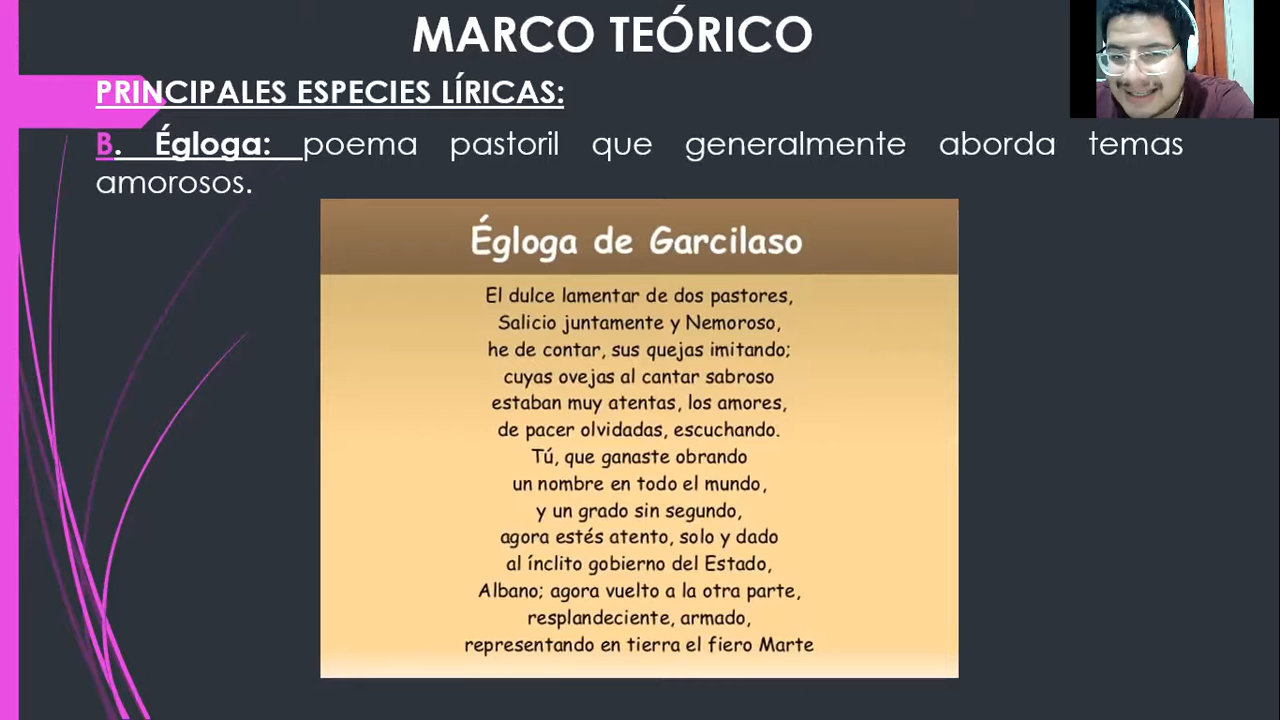 MARCO TEÓRICO
PRINCIPALES ESPECIES LÍRICAS:
B. Égloga: poema pastoril que generalmente aborda temas
amorosos.
Égloga de Garcilaso
El dulce lamentar de dos pastores,
Salicio juntamente y Nemoroso,
he de contar, sus quejas imitando;
cuyas ovejas al cantar sabroso
estaban muy atentas, los amores,
de pacer olvidadas, escuchando.
Tú, que ganaste obrando
un nombre en todo el mundo,
y un grado sin segundo,
agora estés atento, solo y dado
al ínclito gobierno del Estado,
Albano; agora vuelto a la otra parte,
resplandeciente, armado,
representando en tierra el fiero Marte